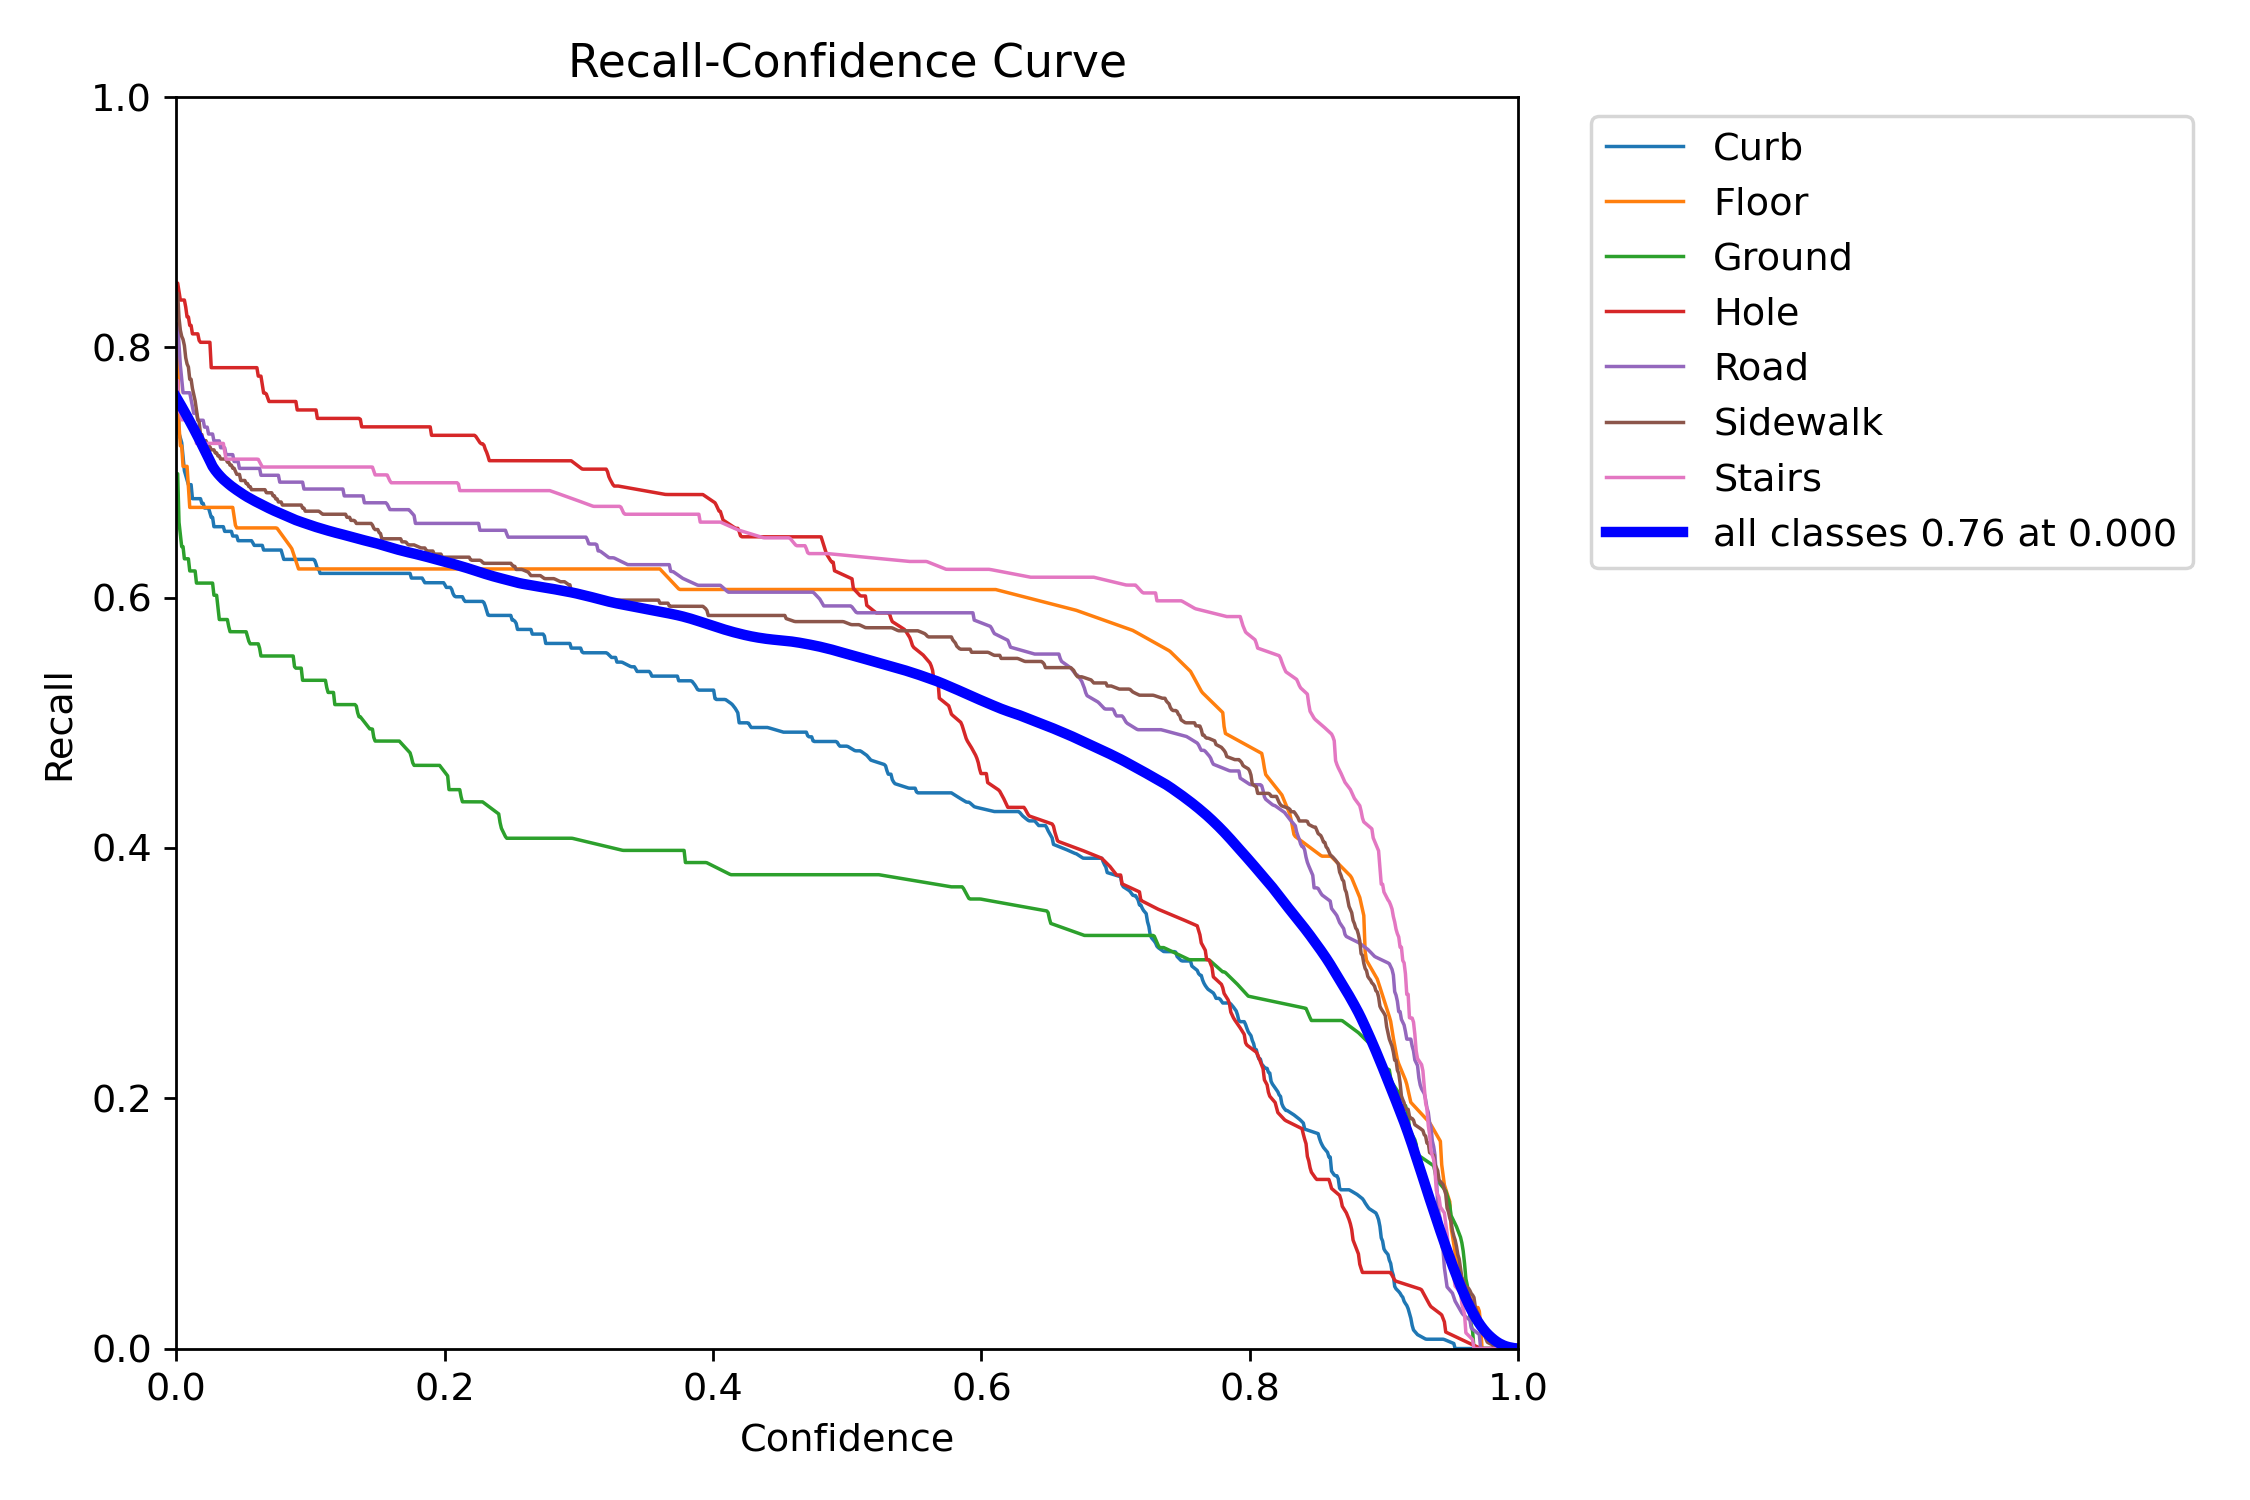 Recall-Confidence Curve
1.0
0.8
0.6
0.4
0.2
0.0
Recall
0.0 0.2 0.4 0.6 0.8 1.0
Confidence
Curb
Floor
Ground
Hole
Road
Sidewalk
Stairs
all classes 0.76 at 0.000